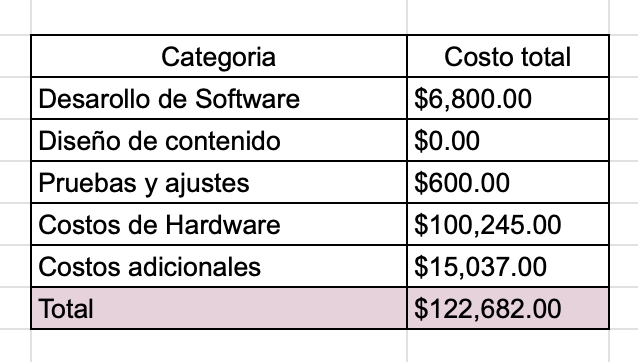 Categoria Costo total
Desarollo de Software $6,800.00
Diseño de contenido $0.00
Pruebas y ajustes $600.00
Costos de Hardware $100,245.00
Costos adicionales $15,037.00
Total $122,682.00